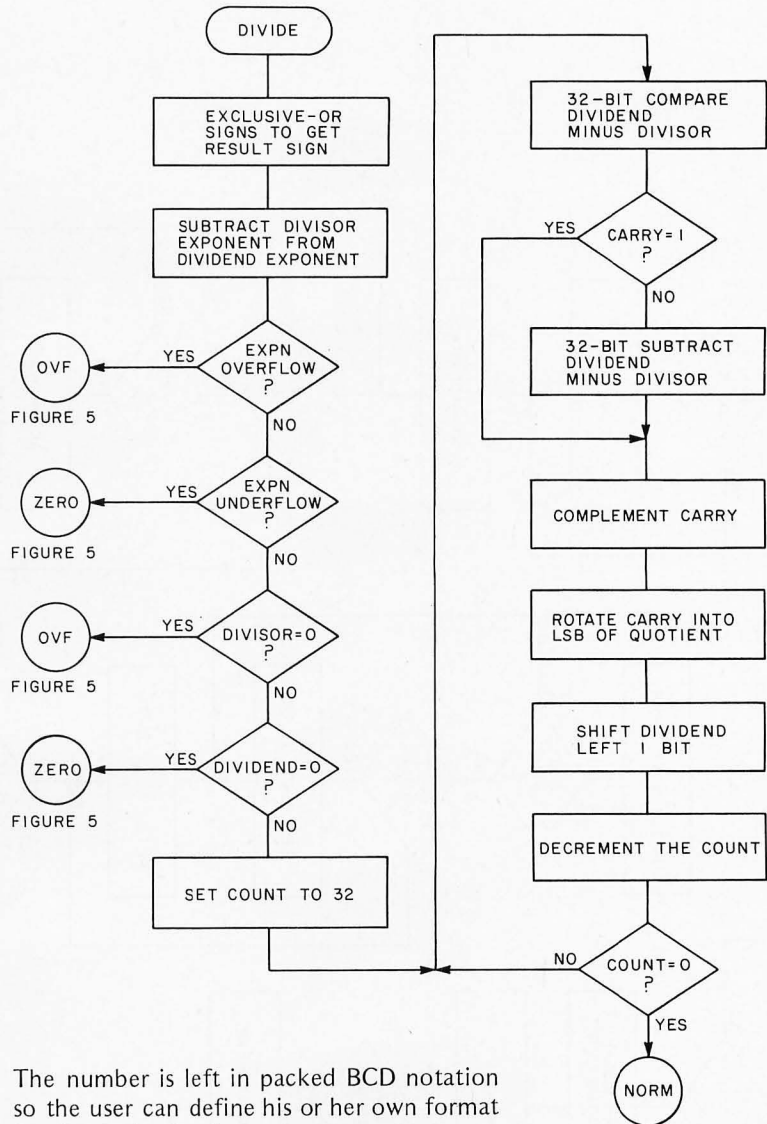 DIVIDE
EXCLUSIVE-OR
SIGNS TO GET
RESULT SIGN
SUBTRACT DIVISOR
EXPONENT FROM
DIVIDEND EXPONENT
EXPN
OVERFLOW
?
YES
OVF
FIGURE 5
NO
EXPN
UNDERFLOW
?
YES
ZERO
FIGURE 5
NO
DIVISOR=0
?
YES
OVF
FIGURE 5
NO
DIVIDEND=0
?
YES
ZERO
FIGURE 5
NO
SET COUNT TO 32
32-BIT COMPARE
DIVIDEND
MINUS DIVISOR
CARRY=1
?
YES
NO
32-BIT SUBTRACT
DIVIDEND
MINUS DIVISOR
COMPLEMENT CARRY
ROTATE CARRY INTO
LSB OF QUOTIENT
SHIFT DIVIDEND
LEFT 1 BIT
DECREMENT THE COUNT
COUNT=0
?
NO
YES
NORM
The number is left in packed BCD notation
so the user can define his or her own format